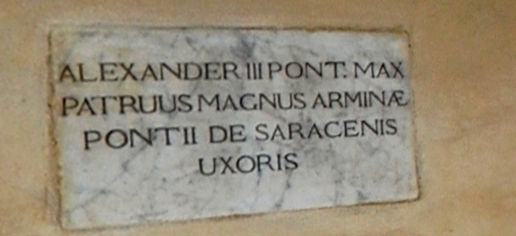 ALEXANDER III PONT. MAX
PATRUUS MAGNUS ARMINÆ
PONTII DE SARACENIS
UXORIS